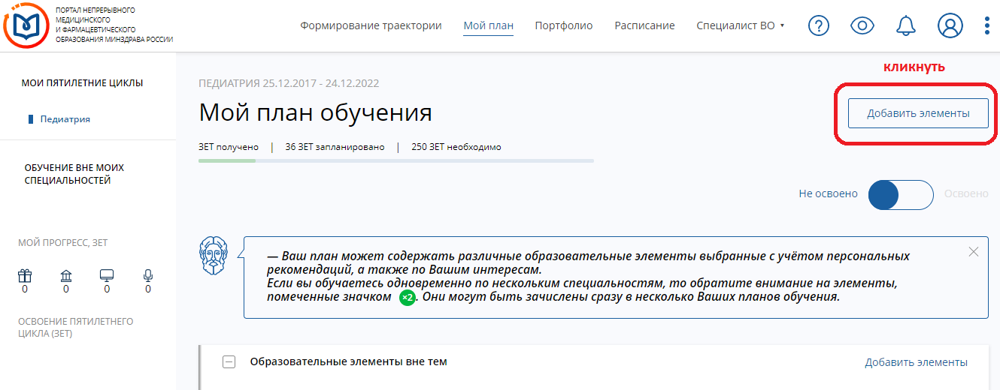 ПОРТАЛ НЕПРЕРЫВНОГО
МЕДИЦИНСКОГО
И ФАРМАЦЕВТИЧЕСКОГО
ОБРАЗОВАНИЯ МИНЗДРАВА РОССИИ
Формирование траектории
Мой план
Портфолио
Расписание
Специалист ВО
кликнуть
МОИ ПЯТИЛЕТНИЕ ЦИКЛЫ
Педиатрия
ОБУЧЕНИЕ ВНЕ МОИХ
СПЕЦИАЛЬНОСТЕЙ
МОЙ ПРОГРЕСС, ЗЕТ
0 0 0 0
ОСВОЕНИЕ ПЯТИЛЕТНЕГО
ЦИКЛА (ЗЕТ)
ПЕДИАТРИЯ 25.12.2017 - 24.12.2022
Мой план обучения
Добавить элементы
ЗЕТ получено | 36 ЗЕТ запланировано | 250 ЗЕТ необходимо
Не освоено Освоено
— Ваш план может содержать различные образовательные элементы выбранные с учётом персональных
рекомендаций, а также по Вашим интересам.
Если вы обучаетесь одновременно по нескольким специальностям, то обратите внимание на элементы,
помеченные значком ×2. Они могут быть зачислены сразу в несколько Ваших планов обучения.
Образовательные элементы вне тем
Добавить элементы